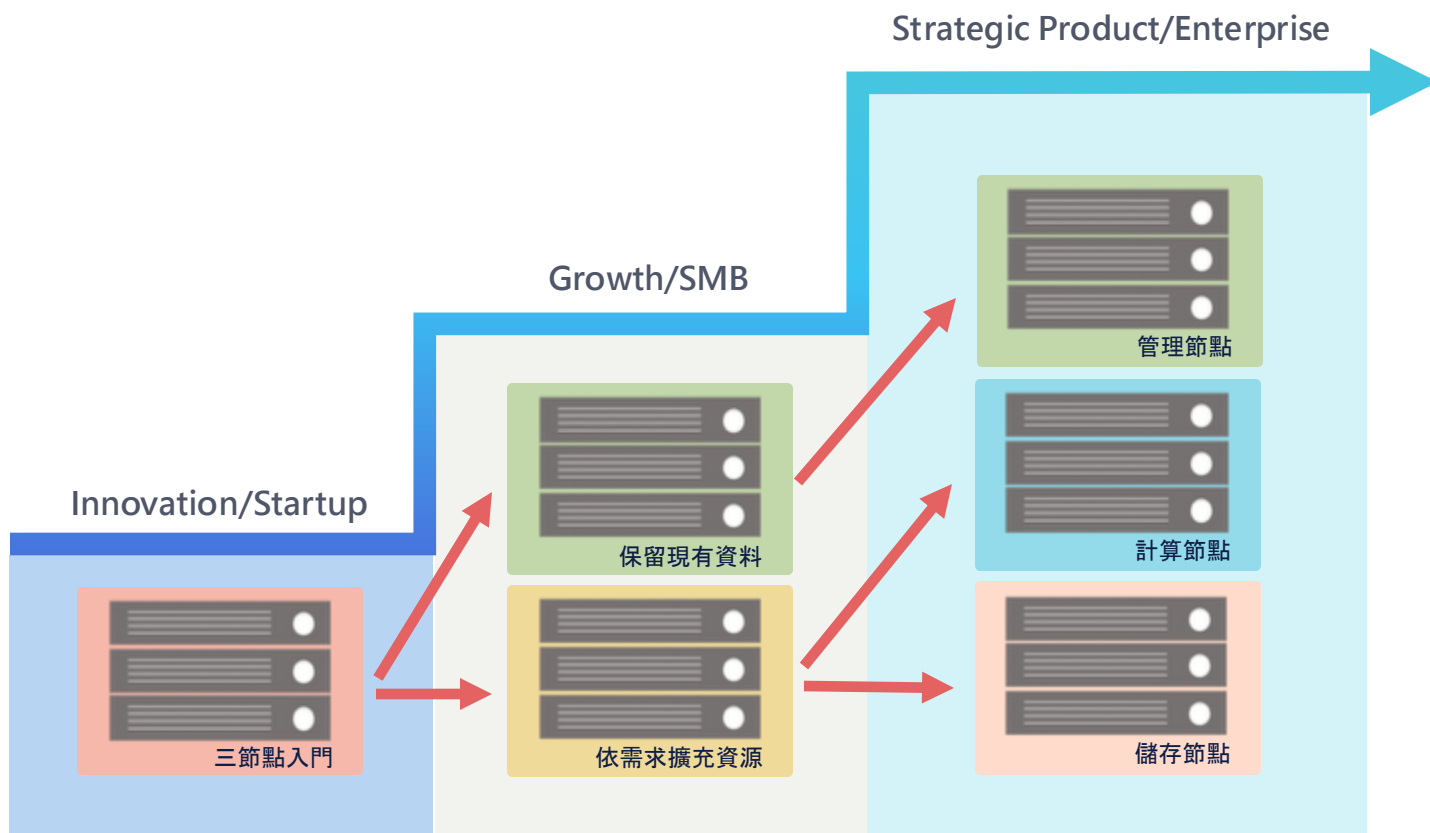 Strategic Product/Enterprise
Growth/SMB
Innovation/Startup
三節點入門
保留現有資料
依需求擴充資源
管理節點
計算節點
儲存節點